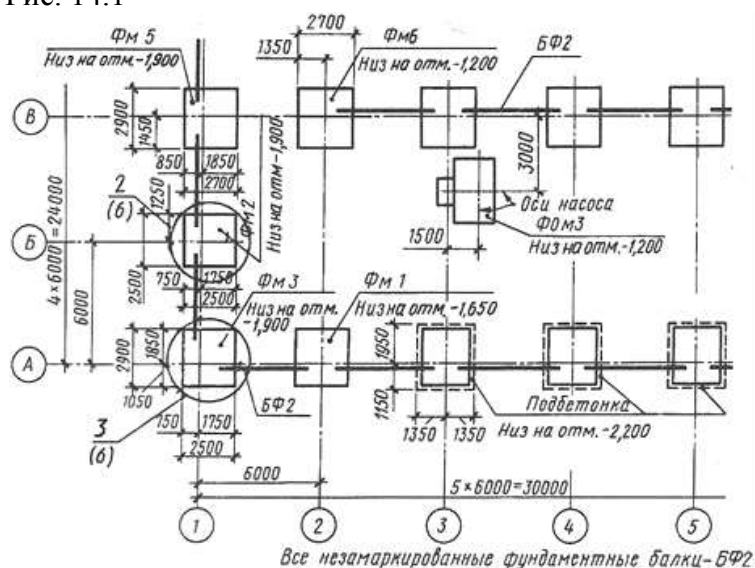 Рис. 14.1
Фм 5
Низ на отм.-1,900
2700
1350
Фм6
Низ на отм.-1,200
БФ2
В
2900
1450
850
1850
2700
3000
4×6000=24000
2
(6)
1250
Фм 2
Низ на отм.-1,900
Оси насоса
ФОм3
Низ на отм.-1,200
1500
Б
2500
750
1750
2500
6000
Фм 3
Низ на отм.
-1,900
Фм 1
Низ на отм.-1,650
А
2900
1850
1050
1050
1150
3
(6)
750
1750
2500
БФ2
1350
1350
Подбетонка
Низ на отм.-2,200
6000
5×6000=30000
1
2
3
4
5
Все незамаркированные фундаментные балки-БФ2